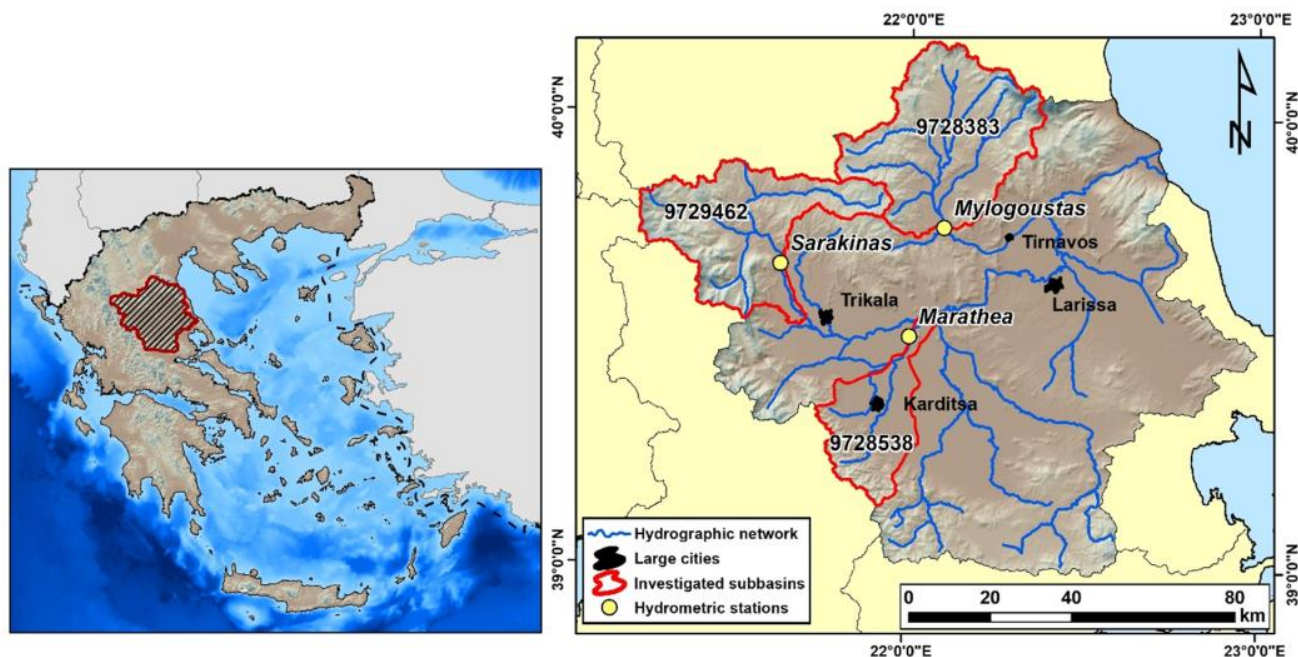 22°0'0"E
23°0'0"E
40°0'0"N
40°0'0"N
9728383
9729462
Mylogoustas
Sarakinas
Tirnavos
Trikala
Larissa
Marathea
Karditsa
9728538
N
Hydrographic network
Large cities
Investigated subbasins
Hydrometric stations
39°0'0"N
39°0'0"N
0 20 40 80
km
22°0'0"E
23°0'0"E